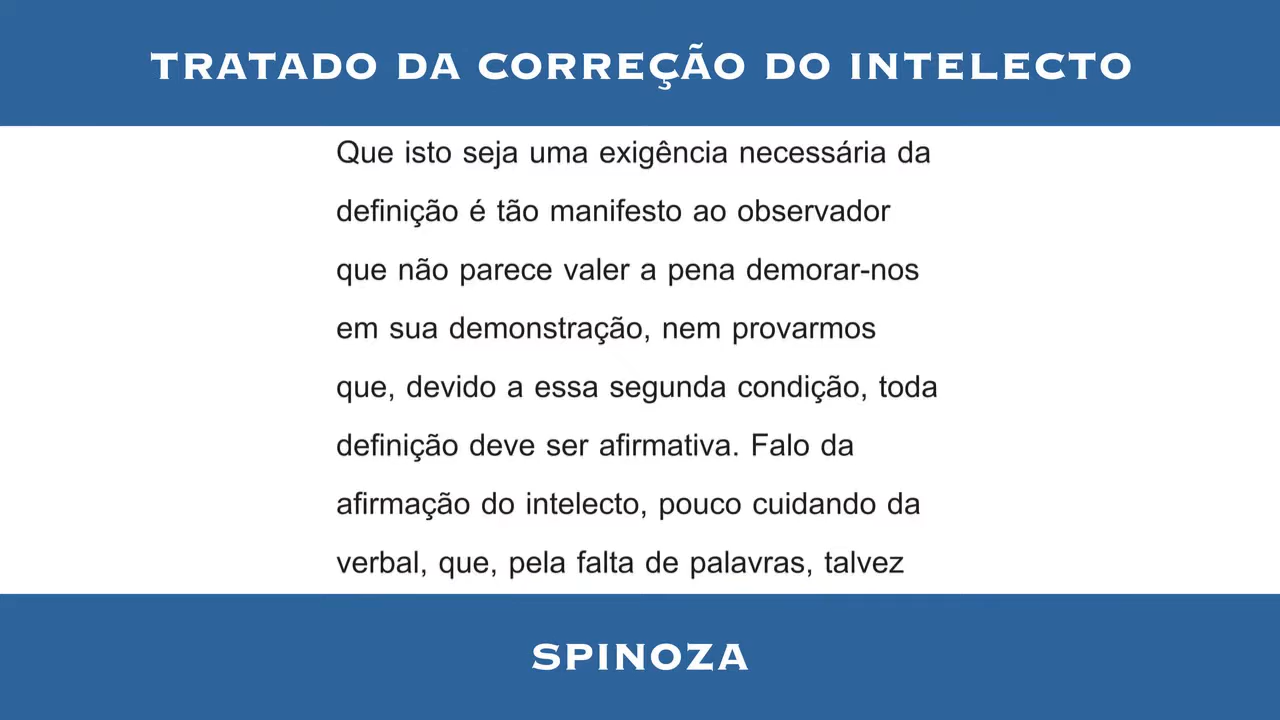 TRATADO DA CORREÇÃO DO INTELECTO
Que isto seja uma exigência necessária da
definição é tão manifesto ao observador
que não parece valer a pena demorar-nos
em sua demonstração, nem provarmos
que, devido a essa segunda condição, toda
definição deve ser afirmativa. Falo da
afirmação do intelecto, pouco cuidando da
verbal, que, pela falta de palavras, talvez
SPINOZA